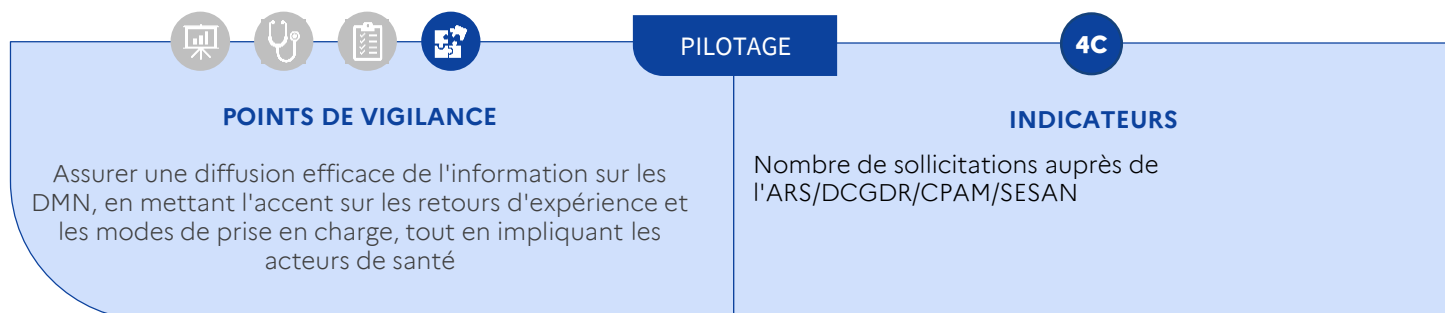 PILOTAGE
4C
POINTS DE VIGILANCE
Assurer une diffusion efficace de l'information sur les
DMN, en mettant l'accent sur les retours d'expérience et
les modes de prise en charge, tout en impliquant les
acteurs de santé
INDICATEURS
Nombre de sollicitations auprès de
l'ARS/DCGDR/CPAM/SESAN